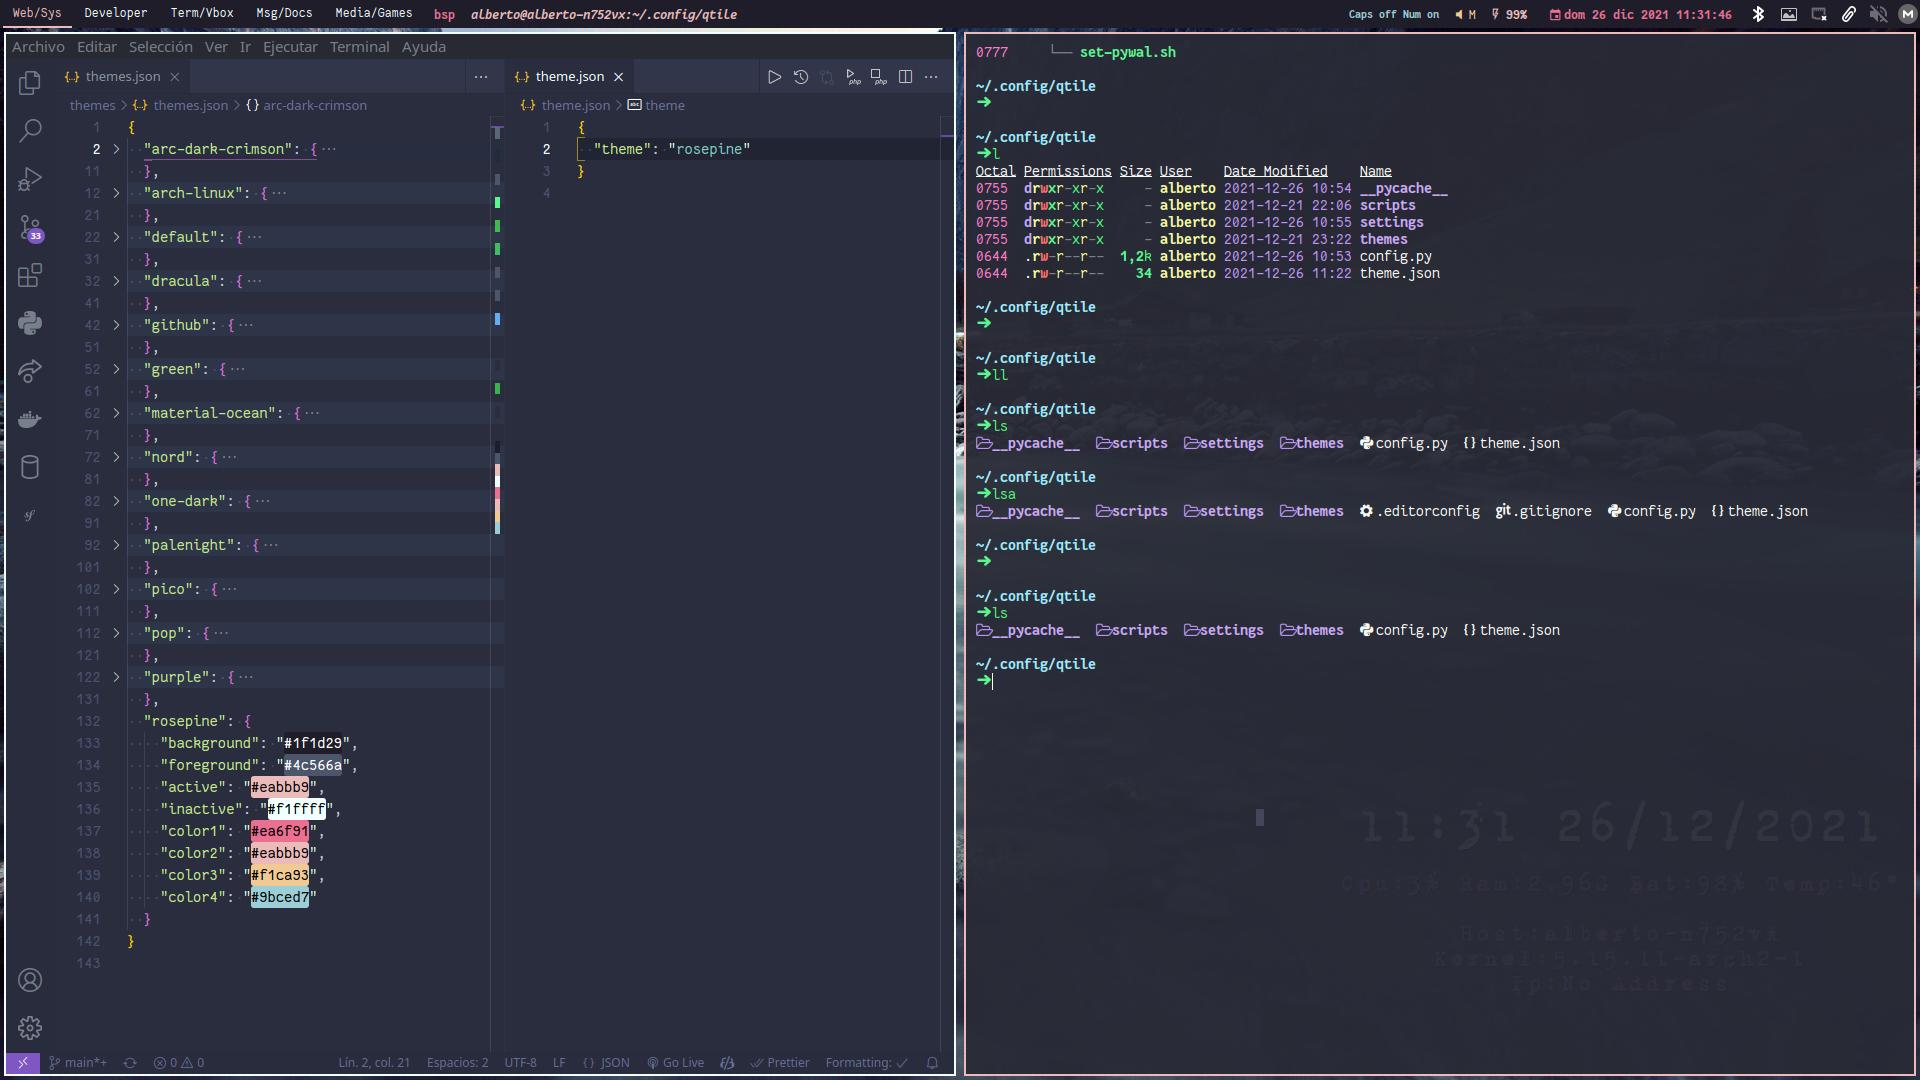 Web/Sys Developer Term/Vbox Msg/Docs Media/Games bsp alberto@alberto-n752vx:~/.config/qtile Caps off Num on M 99% dom 26 dic 2021 11:31:46 M
Archivo Editar Selección Ver Ir Ejecutar Terminal Ayuda
{..} themes.json × ···
themes > {..} themes.json > {} arc-dark-crimson
1 {
2 > "arc-dark-crimson": { ···
11 },
12 > "arch-linux": { ···
21 },
22 > "default": { ···
31 },
32 > "dracula": { ···
41 },
42 > "github": { ···
51 },
52 > "green": { ···
61 },
62 > "material-ocean": { ···
71 },
72 > "nord": { ···
81 },
82 > "one-dark": { ···
91 },
92 > "palenight": { ···
101 },
102 > "pico": { ···
111 },
112 > "pop": { ···
121 },
122 > "purple": { ···
131 },
132 "rosepine": {
133 "background": "#1f1d29",
134 "foreground": "#4c566a",
135 "active": "#eabbb9",
136 "inactive": "#f1ffff",
137 "color1": "#ea6f91",
138 "color2": "#eabbb9",
139 "color3": "#f1ca93",
140 "color4": "#9bced7"
141 }
142 }
143
33
{..} theme.json × php php ···
{..} theme.json > abc theme
1 {
2 "theme": "rosepine"
3 }
4
main*+ 0 0 Lín. 2, col. 21 Espacios: 2 UTF-8 LF {} JSON Go Live Prettier Formatting: ✓
0777 └── set-pywal.sh
~/.config/qtile
➜
~/.config/qtile
➜l
Octal Permissions Size User Date Modified Name
0755 drwxr-xr-x - alberto 2021-12-26 10:54 __pycache__
0755 drwxr-xr-x - alberto 2021-12-21 22:06 scripts
0755 drwxr-xr-x - alberto 2021-12-26 10:55 settings
0755 drwxr-xr-x - alberto 2021-12-21 23:22 themes
0644 .rw-r--r-- 1,2k alberto 2021-12-26 10:53 config.py
0644 .rw-r--r-- 34 alberto 2021-12-26 11:22 theme.json
~/.config/qtile
➜
~/.config/qtile
➜ll
~/.config/qtile
➜ls
__pycache__ scripts settings themes config.py {} theme.json
~/.config/qtile
➜lsa
__pycache__ scripts settings themes .editorconfig git .gitignore config.py {} theme.json
~/.config/qtile
➜
~/.config/qtile
➜ls
__pycache__ scripts settings themes config.py {} theme.json
~/.config/qtile
➜
11:31 26/12/2021
Cpu:3% Ram:2.96G Bat:98% Temp:46°
Host:alberto-n752vx
Kernel:5.15.11-arch2-1
Ip:No Address